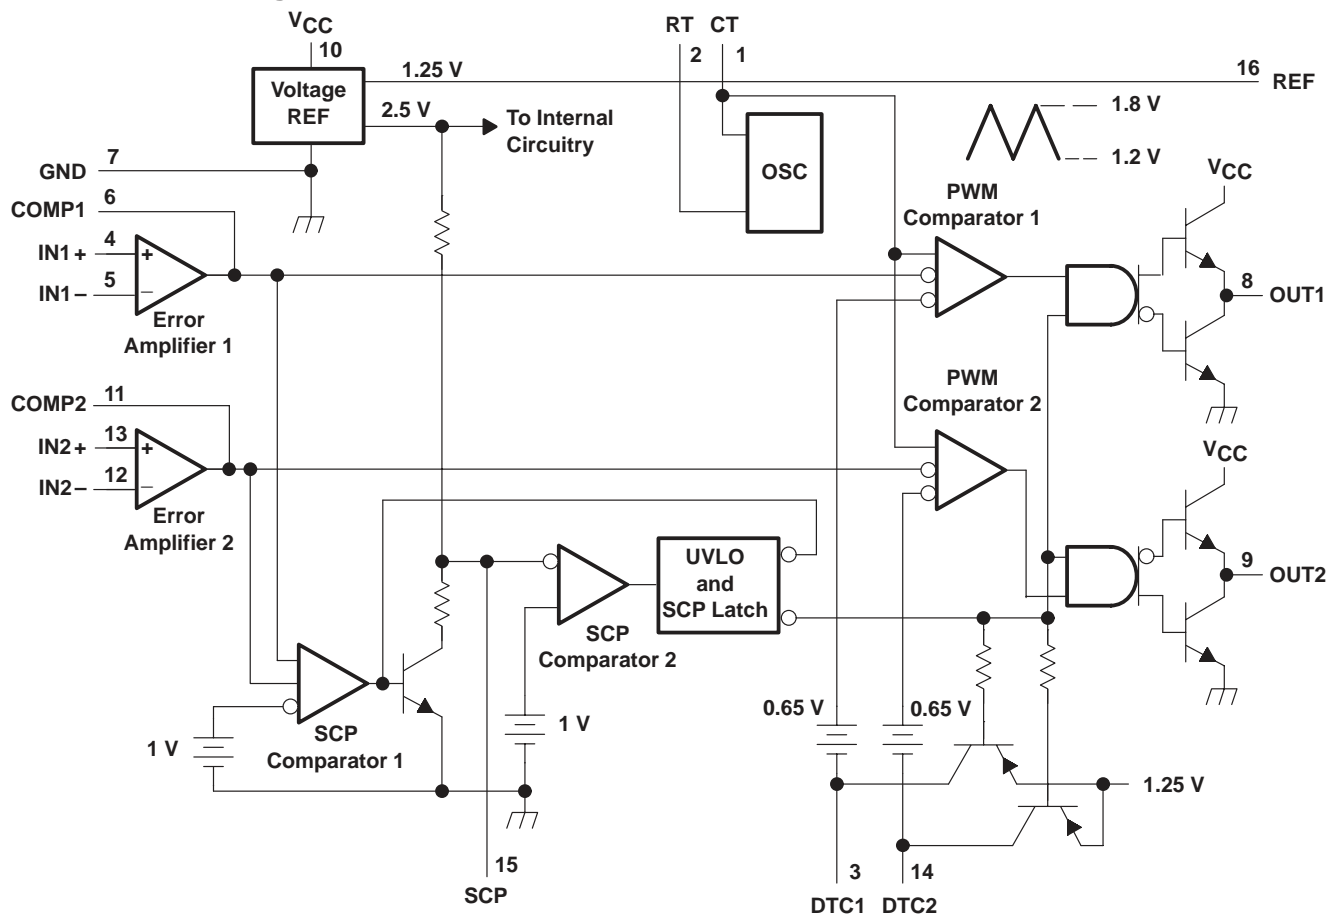 VCC
10
RT CT
2 1
1.25 V
16 REF
Voltage
REF
2.5 V
To Internal
Circuitry
1.8 V
1.2 V
OSC
7
GND
6
COMP1
4
IN1+
5
IN1−
+
−
Error
Amplifier 1
PWM
Comparator 1
VCC
8 OUT1
11
COMP2
13
IN2+
12
IN2−
+
−
Error
Amplifier 2
PWM
Comparator 2
VCC
9 OUT2
UVLO
and
SCP Latch
SCP
Comparator 2
1 V
SCP
Comparator 1
1 V
0.65 V
0.65 V
1.25 V
15
SCP
3 14
DTC1 DTC2